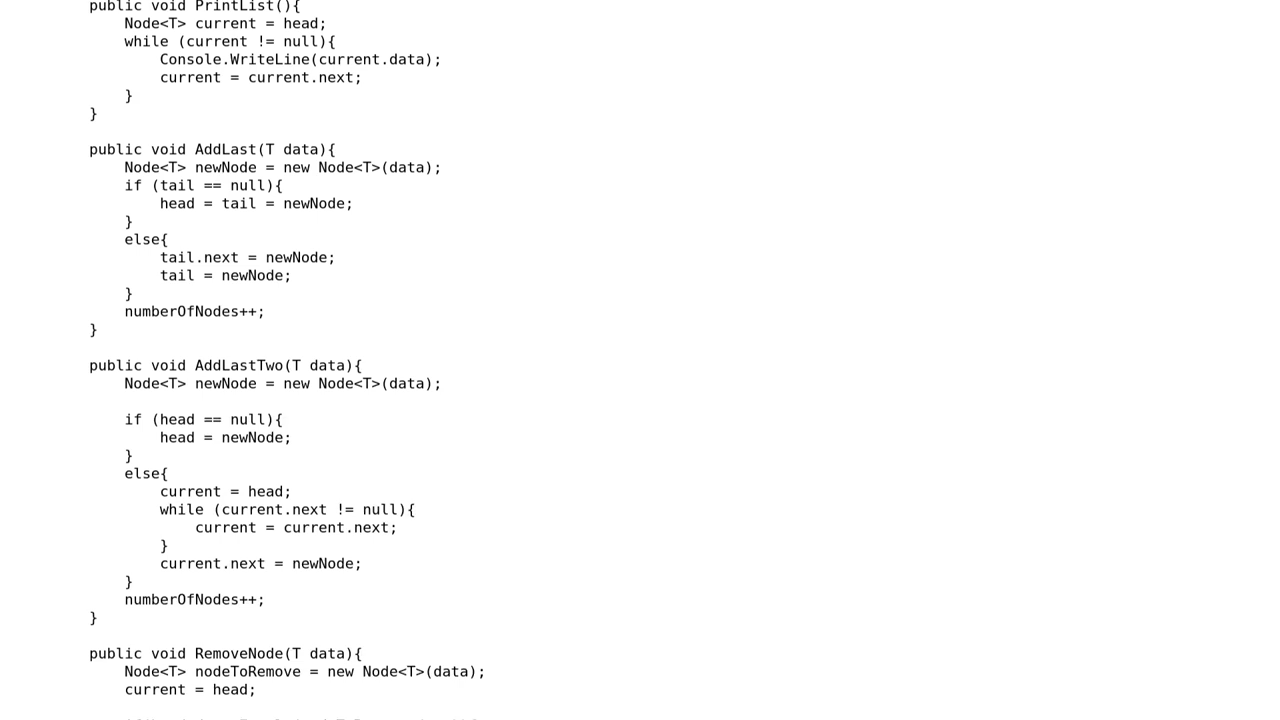 public void PrintList(){
    Node<T> current = head;
    while (current != null){
        Console.WriteLine(current.data);
        current = current.next;
    }
}
public void AddLast(T data){
    Node<T> newNode = new Node<T>(data);
    if (tail == null){
        head = tail = newNode;
    }
    else{
        tail.next = newNode;
        tail = newNode;
    }
    numberOfNodes++;
}
public void AddLastTwo(T data){
    Node<T> newNode = new Node<T>(data);
    if (head == null){
        head = newNode;
    }
    else{
        current = head;
        while (current.next != null){
            current = current.next;
        }
        current.next = newNode;
    }
    numberOfNodes++;
}
public void RemoveNode(T data){
    Node<T> nodeToRemove = new Node<T>(data);
    current = head;